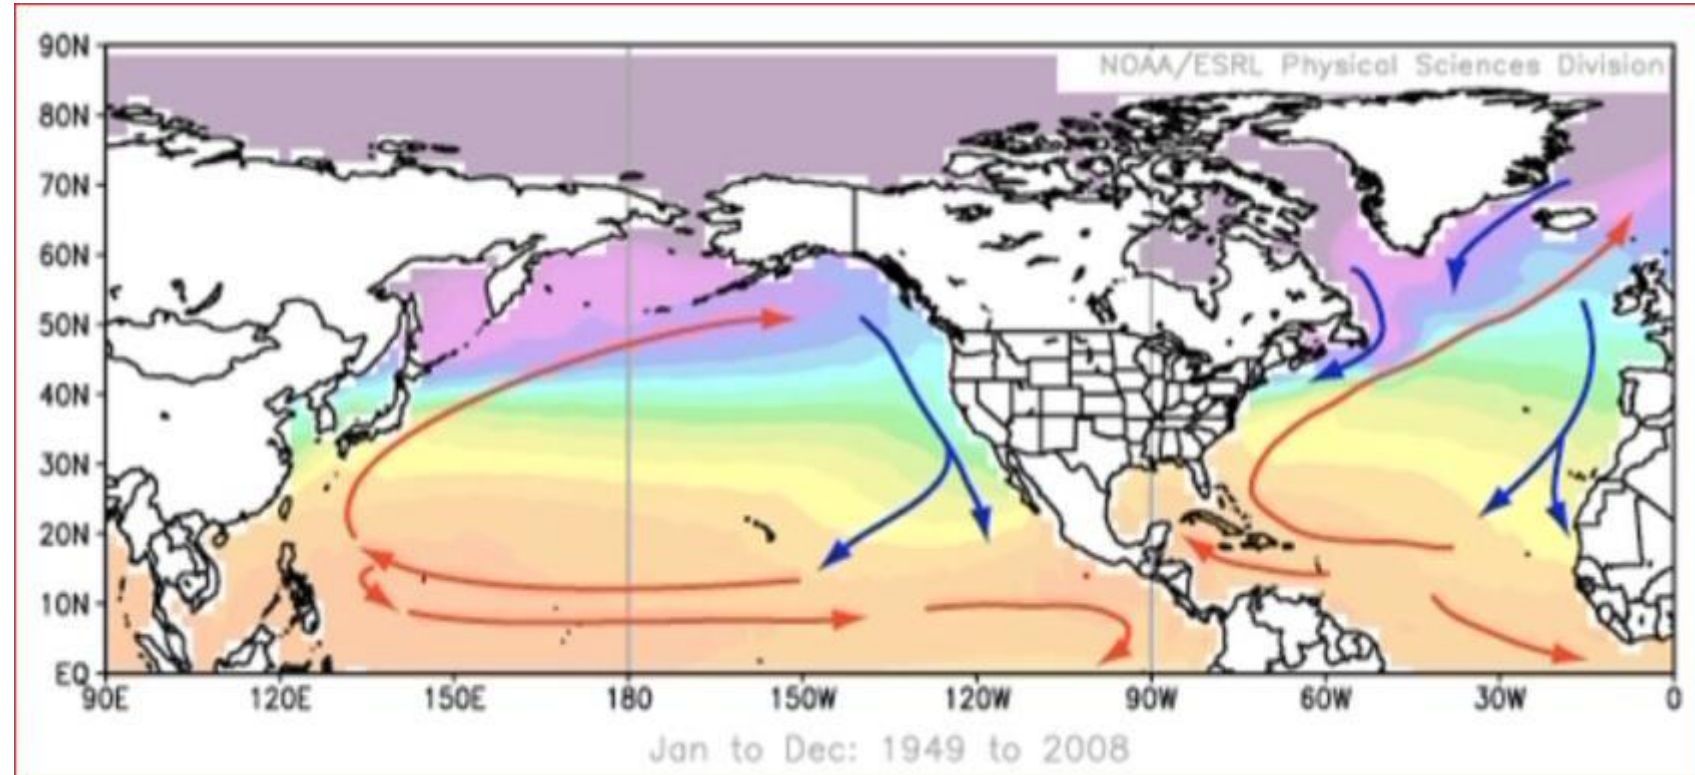 90N
NOAA/ESRL Physical Sciences Division
80N
70N
60N
50N
40N
30N
20N
10N
EQ
90E 120E 150E 180 150W 120W 90W 60W 30W 0
Jan to Dec: 1949 to 2008